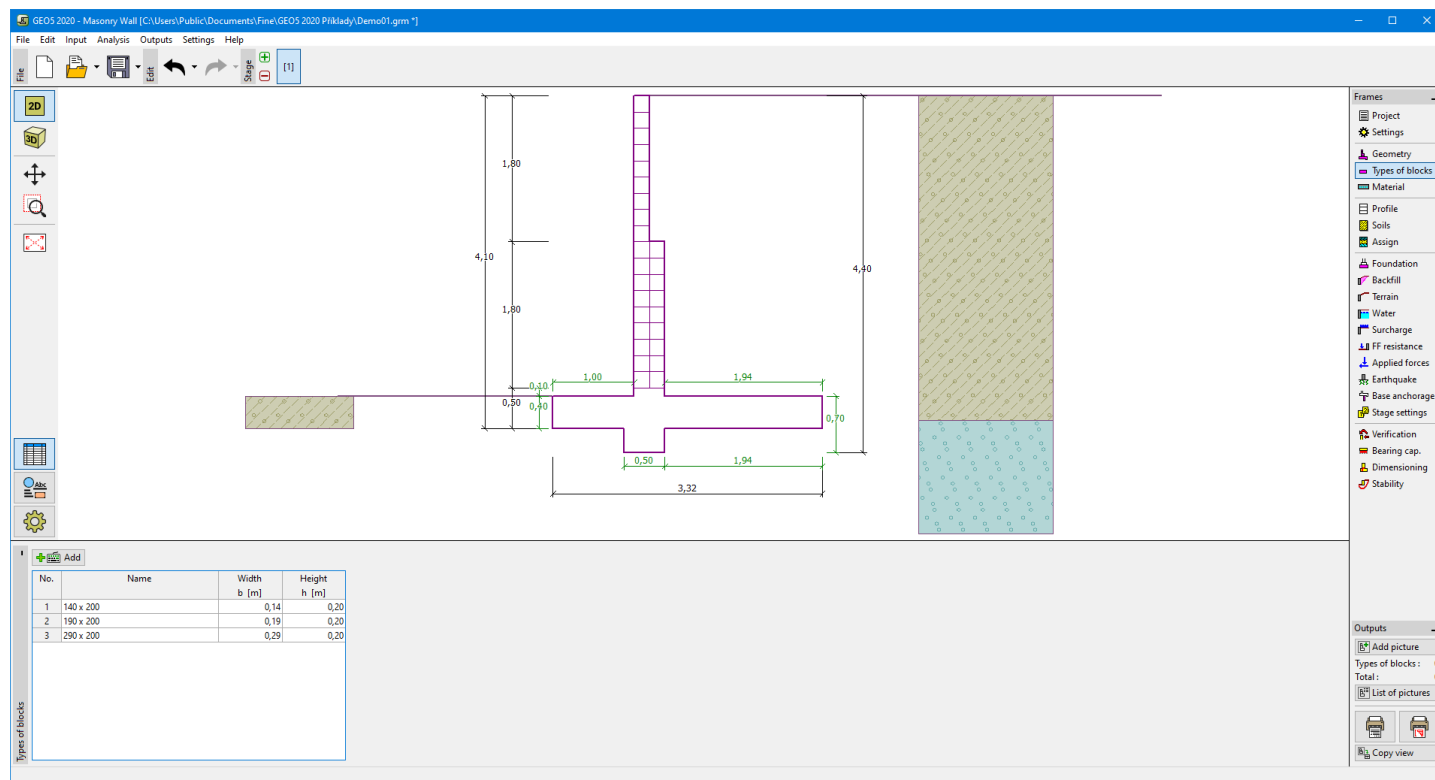 GEO5 2020 - Masonry Wall [C:\Users\Public\Documents\Fine\GEO5 2020 Příklady\Demo01.grm *]
File Edit Input Analysis Outputs Settings Help
File
Edit
Stage
[1]
2D
3D
Abc
1,80
4,10
1,80
4,40
0,10
1,00
1,94
0,50
0,40
0,70
0,50
1,94
3,32
Frames
Project
Settings
Geometry
Types of blocks
Material
Profile
Soils
Assign
Foundation
Backfill
Terrain
Water
Surcharge
FF resistance
Applied forces
Earthquake
Base anchorage
Stage settings
Verification
Bearing cap.
Dimensioning
Stability
Add
No. Name Width Height
b [m] h [m]
1 140 x 200 0,14 0,20
2 190 x 200 0,19 0,20
3 290 x 200 0,29 0,20
Types of blocks
Outputs
Add picture
Types of blocks :
Total :
List of pictures
Copy view